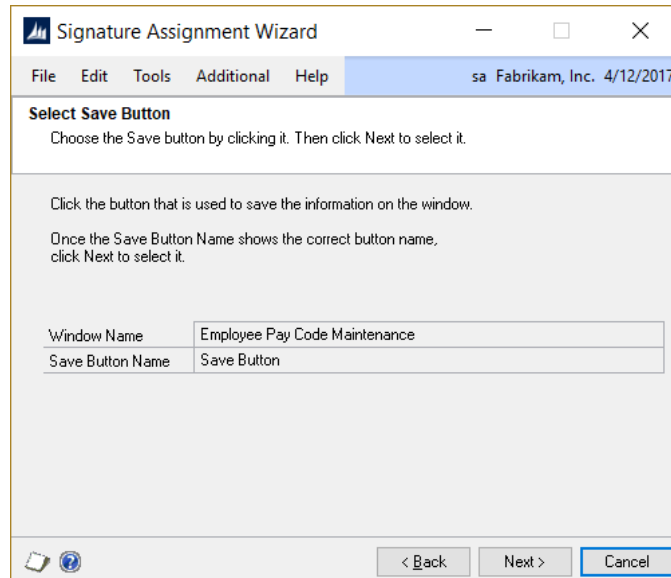 Signature Assignment Wizard
File Edit Tools Additional Help sa Fabrikam, Inc. 4/12/2017
Select Save Button
Choose the Save button by clicking it. Then click Next to select it.
Click the button that is used to save the information on the window.
Once the Save Button Name shows the correct button name,
click Next to select it.
Window Name Employee Pay Code Maintenance
Save Button Name Save Button
< Back Next > Cancel